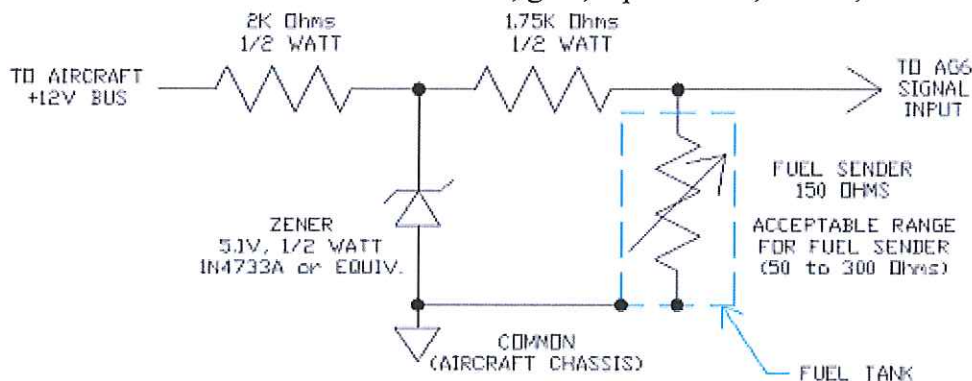 2K Ohms
1/2 WATT
1.75K Ohms
1/2 WATT
TO AIRCRAFT
+12V BUS
TO AG6
SIGNAL
INPUT
FUEL SENDER
150 OHMS
ACCEPTABLE RANGE
FOR FUEL SENDER
(50 to 300 Ohms)
ZENER
5.1V, 1/2 WATT
1N4733A or EQUIV.
COMMON
(AIRCRAFT CHASSIS)
FUEL TANK